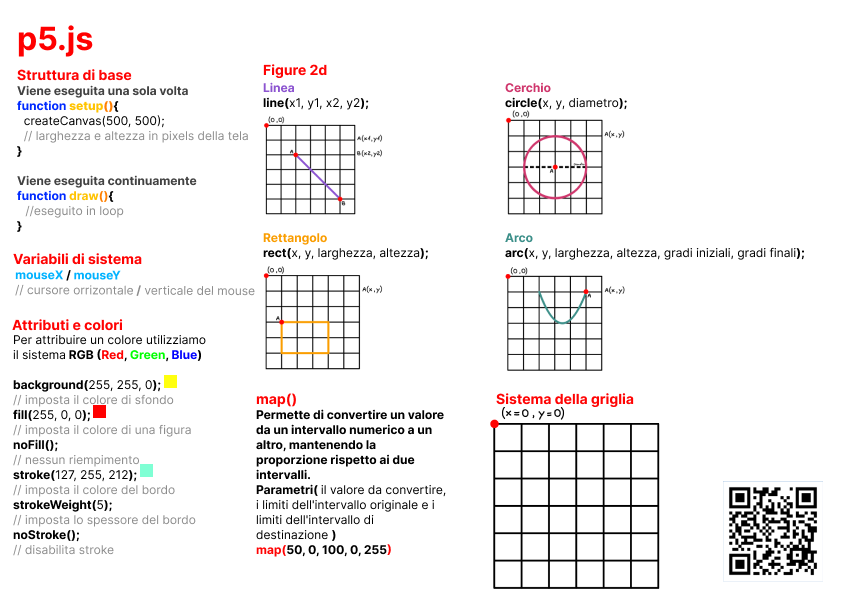 p5.js
Struttura di base
Viene eseguita una sola volta
function setup(){
createCanvas(500, 500);
// larghezza e altezza in pixels della tela
}
Viene eseguita continuamente
function draw(){
//eseguito in loop
}
Variabili di sistema
mouseX / mouseY
// cursore orrizontale / verticale del mouse
Attributi e colori
Per attribuire un colore utilizziamo
il sistema RGB (Red, Green, Blue)
background(255, 255, 0);
// imposta il colore di sfondo
fill(255, 0, 0);
// imposta il colore di una figura
noFill();
// nessun riempimento
stroke(127, 255, 212);
// imposta il colore del bordo
strokeWeight(5);
// imposta lo spessore del bordo
noStroke();
// disabilita stroke
Figure 2d
Linea
line(x1, y1, x2, y2);
(0,0)
A(x1,y1)
B(x2,y2)
A
B
Cerchio
circle(x, y, diametro);
(0,0)
A(x,y)
A
Rettangolo
rect(x, y, larghezza, altezza);
(0,0)
A(x,y)
A
Arco
arc(x, y, larghezza, altezza, gradi iniziali, gradi finali);
(0,0)
A(x,y)
A
map()
Permette di convertire un valore
da un intervallo numerico a un
altro, mantenendo la
proporzione rispetto ai due
intervalli.
Parametri( il valore da convertire,
i limiti dell'intervallo originale e i
limiti dell'intervallo di
destinazione )
map(50, 0, 100, 0, 255)
Sistema della griglia
(x=0, y=0)